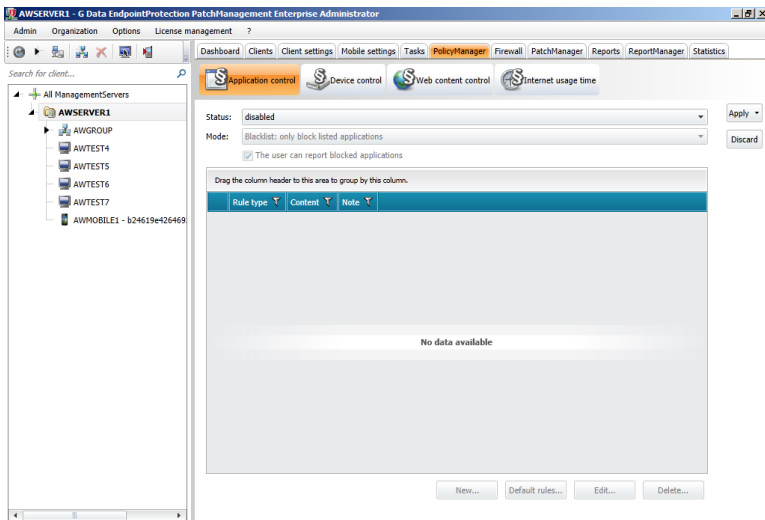 AWSERVER1 - G Data EndpointProtection PatchManagement Enterprise Administrator
Admin Organization Options License management ?
Dashboard Clients Client settings Mobile settings Tasks PolicyManager Firewall PatchManager Reports ReportManager Statistics
Search for client...
Application control Device control Web content control Internet usage time
All ManagementServers
AWSERVER1
AWGROUP
AWTEST4
AWTEST5
AWTEST6
AWTEST7
AWMOBILE1 - b24619e426469
Status: disabled
Apply
Mode: Blacklist: only block listed applications
Discard
The user can report blocked applications
Drag the column header to this area to group by this column.
Rule type Content Note
No data available
New... Default rules... Edit... Delete...